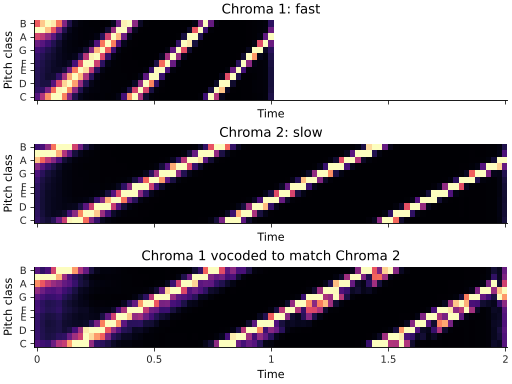 Chroma 1: fast
Pitch class
B
A
G
F
E
D
C
Time
Chroma 2: slow
Pitch class
B
A
G
F
E
D
C
Time
Chroma 1 vocoded to match Chroma 2
Pitch class
B
A
G
F
E
D
C
0 0.5 1 1.5 2
Time